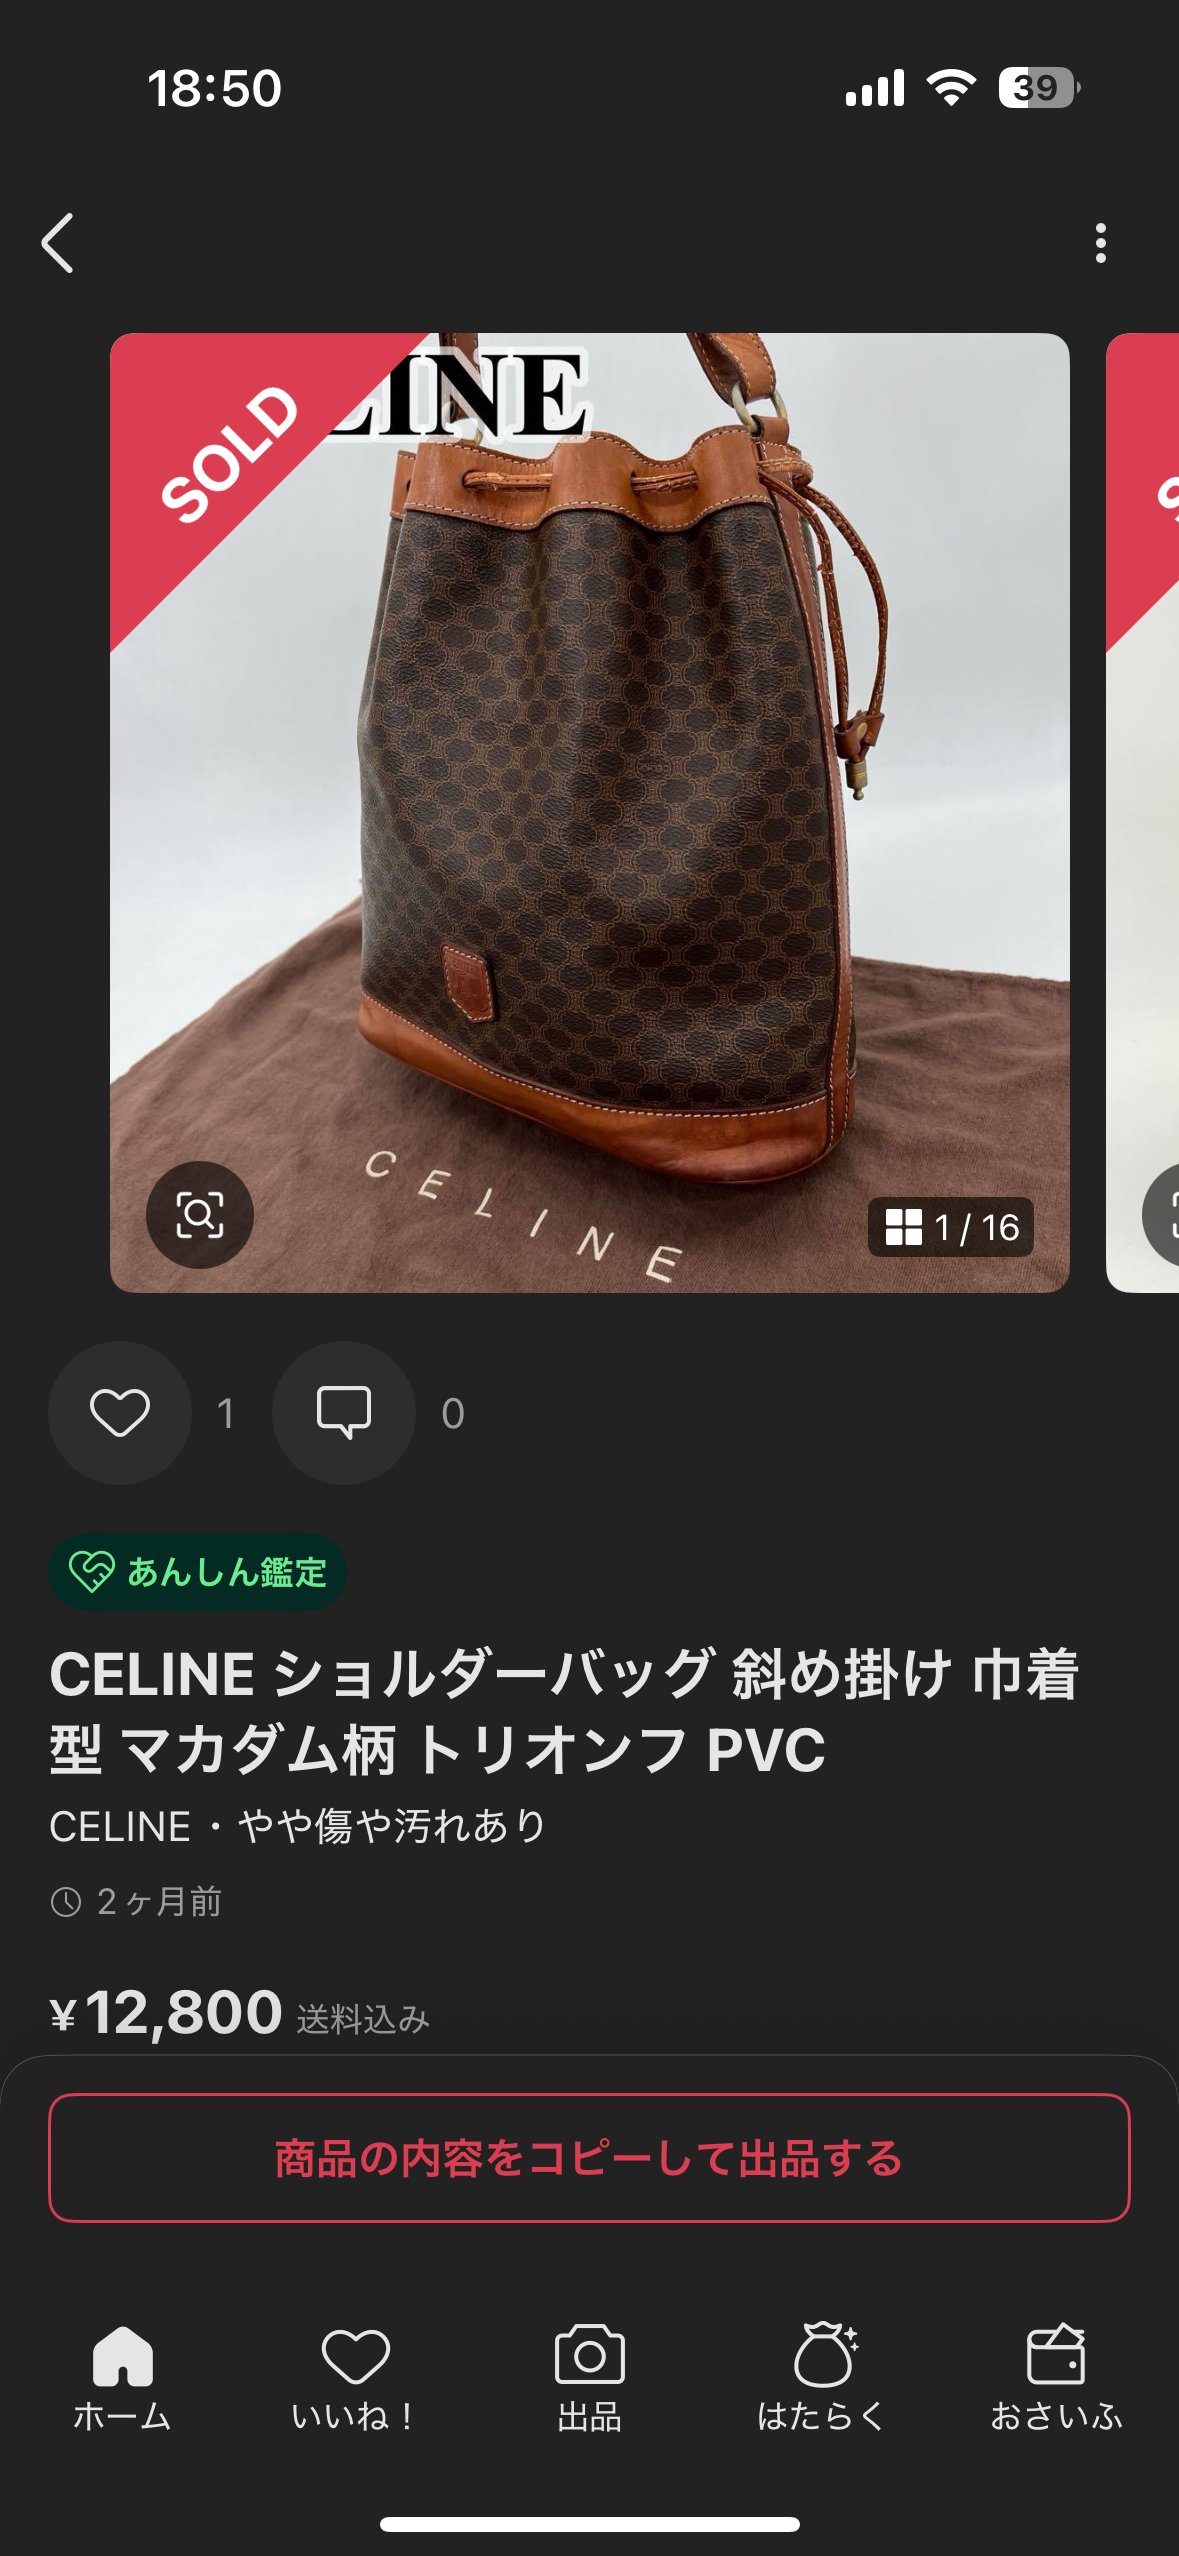 18:50
39
SOLD
LINE
CELINE
1 / 16
1
0
あんしん鑑定
CELINE ショルダーバッグ 斜め掛け 巾着
型 マカダム柄 トリオンフ PVC
CELINE・やや傷や汚れあり
2ヶ月前
¥12,800 送料込み
商品の内容をコピーして出品する
ホーム
いいね！
出品
はたらく
おさいふ